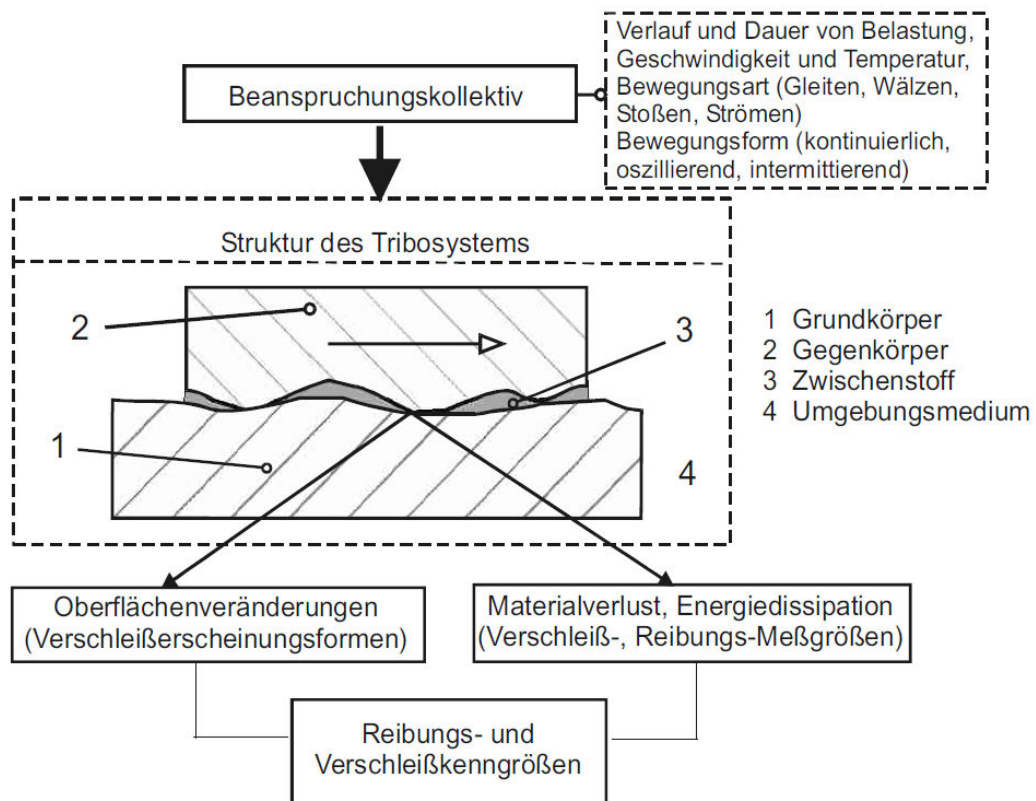 Verlauf und Dauer von Belastung,
Geschwindigkeit und Temperatur,
Bewegungsart (Gleiten, Wälzen,
Stoßen, Strömen)
Bewegungsform (kontinuierlich,
oszillierend, intermittierend)
Beanspruchungskollektiv
Struktur des Tribosystems
2
3
1
4
1 Grundkörper
2 Gegenkörper
3 Zwischenstoff
4 Umgebungsmedium
Oberflächenveränderungen
(Verschleißerscheinungsformen)
Materialverlust, Energiedissipation
(Verschleiß-, Reibungs-Meßgrößen)
Reibungs- und
Verschleißkenngrößen